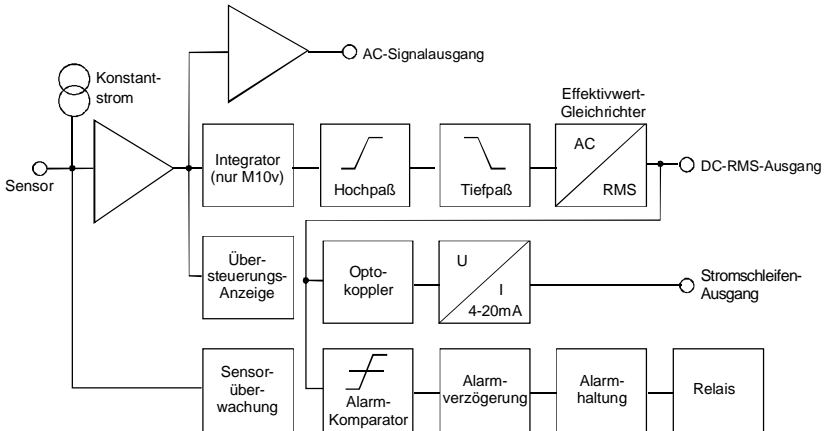 AC-Signalausgang
Konstant-
strom
Effektivwert-
Gleichrichter
Sensor
Integrator
(nur M10v)
Hochpaß
Tiefpaß
AC
RMS
DC-RMS-Ausgang
Über-
steuerungs-
Anzeige
Opto-
koppler
U
I
4-20mA
Stromschleifen-
Ausgang
Sensor-
über-
wachung
Alarm-
Komparator
Alarm-
verzögerung
Alarm-
haltung
Relais